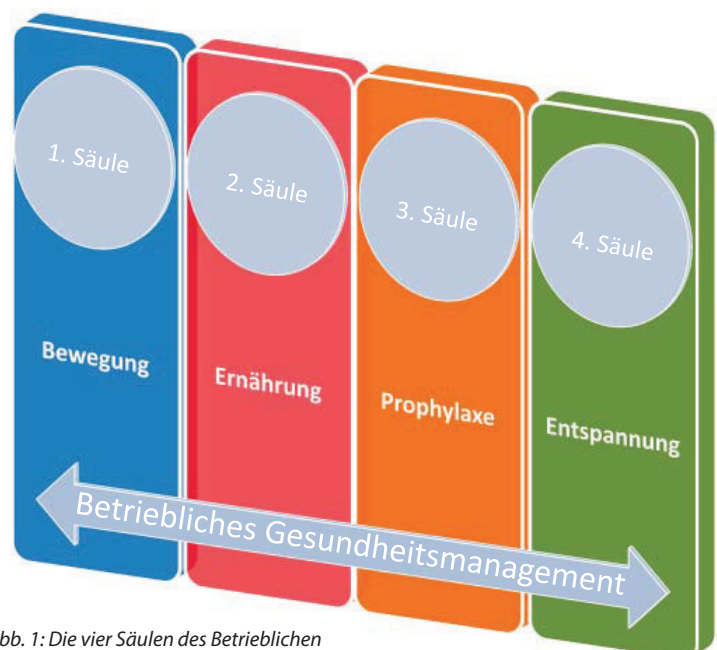 1. Säule
2. Säule
3. Säule
4. Säule
Bewegung
Ernährung
Prophylaxe
Entspannung
Betriebliches Gesundheitsmanagement
bb. 1: Die vier Säulen des Betrieblichen